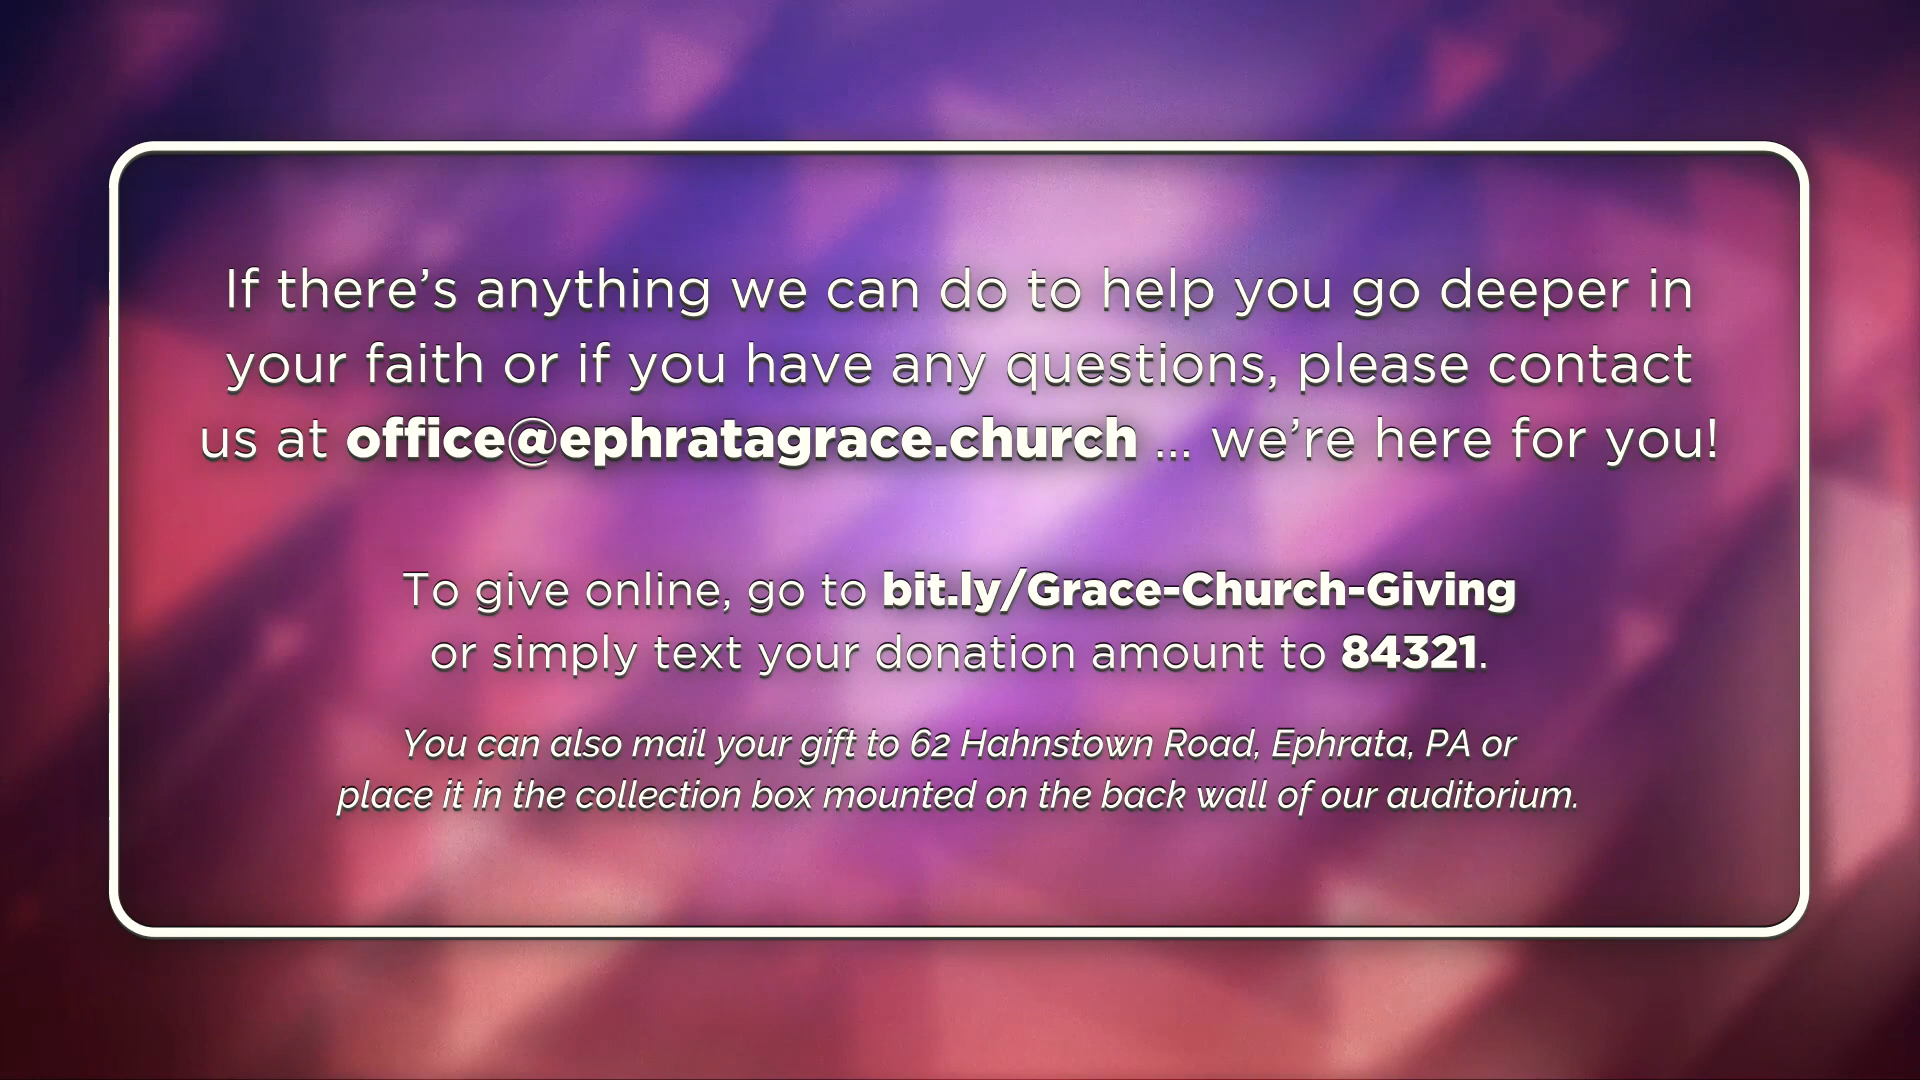 If there’s anything we can do to help you go deeper in
your faith or if you have any questions, please contact
us at office@ephratagrace.church ... we’re here for you!
To give online, go to bit.ly/Grace-Church-Giving
or simply text your donation amount to 84321.
You can also mail your gift to 62 Hahnstown Road, Ephrata, PA or
place it in the collection box mounted on the back wall of our auditorium.